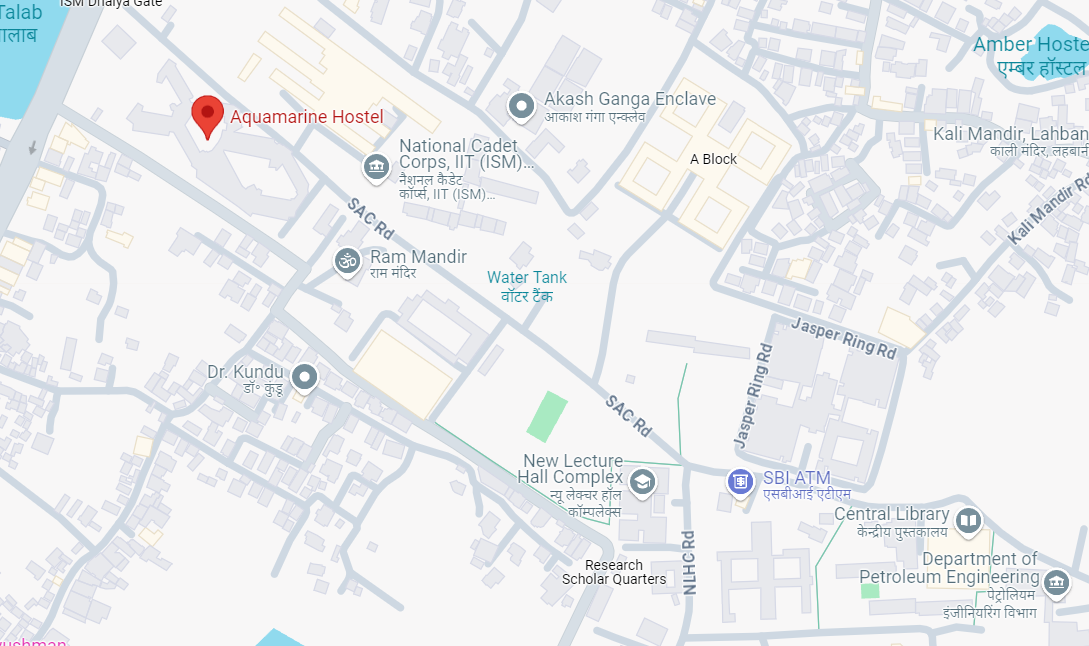 ISM Dhaiya Gate
Talab
ालाब
Amber Hoste
एम्बर हॉस्टल
Akash Ganga Enclave
आकाश गंगा एन्क्लेव
Aquamarine Hostel
Kali Mandir, Lahban
काली मंदिर, लहबानी
National Cadet
Corps, IIT (ISM)...
नैशनल कैडेट
कॉर्प्स, IIT (ISM)...
A Block
SAC Rd
Kali Mandir Rd
Ram Mandir
राम मंदिर
Water Tank
वॉटर टैंक
Jasper Ring Rd
Dr. Kundu
डॉ॰ कुंडू
Jasper Ring Rd
SAC Rd
New Lecture
Hall Complex
न्यू लेक्चर हॉल
कॉम्पलेक्स
SBI ATM
एसबीआई एटीएम
Central Library
केन्द्रीय पुस्तकालय
NLHC Rd
Research
Scholar Quarters
Department of
Petroleum Engineering
पेट्रोलियम
इंजीनियरिंग विभाग
yushman